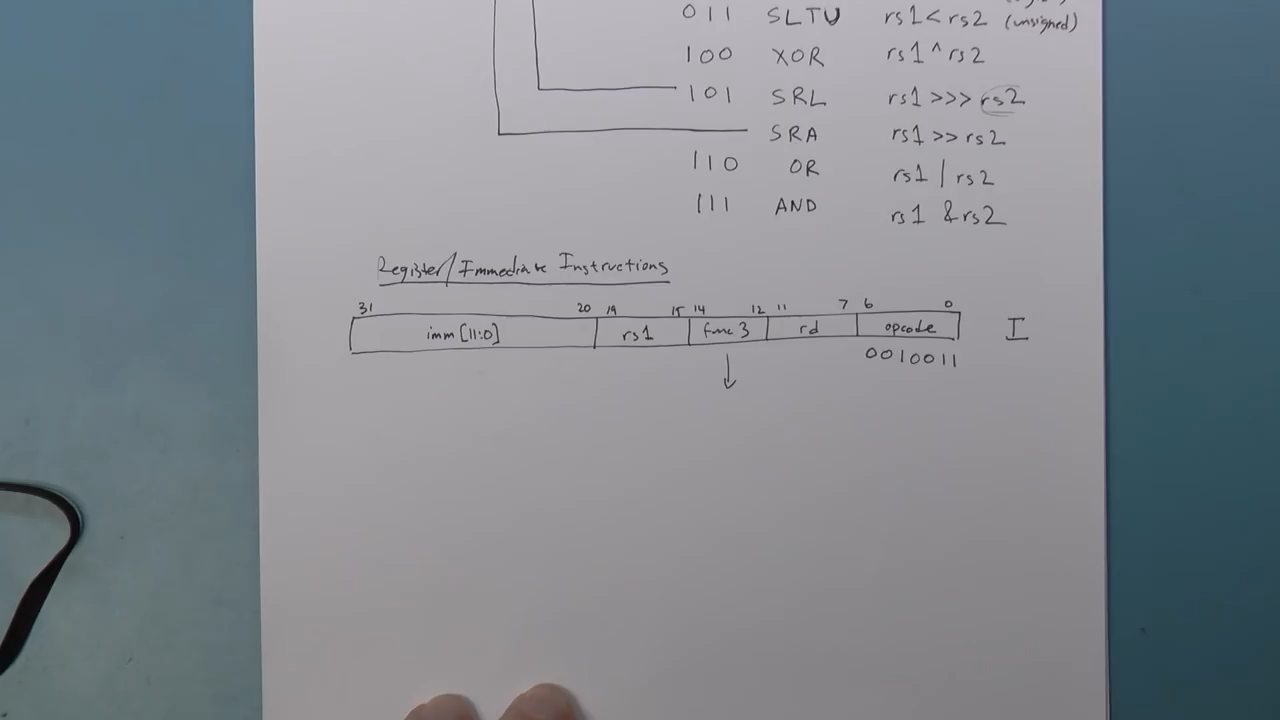 011 SLTU rs1 < rs2 (unsigned)
100 XOR rs1 ^ rs2
101 SRL rs1 >>> rs2
SRA rs1 >> rs2
110 OR rs1 | rs2
111 AND rs1 & rs2
Register/Immediate Instructions
31 20 19 15 14 12 11 7 6 0
imm [11:0] rs1 func 3 rd opcode I
0010011